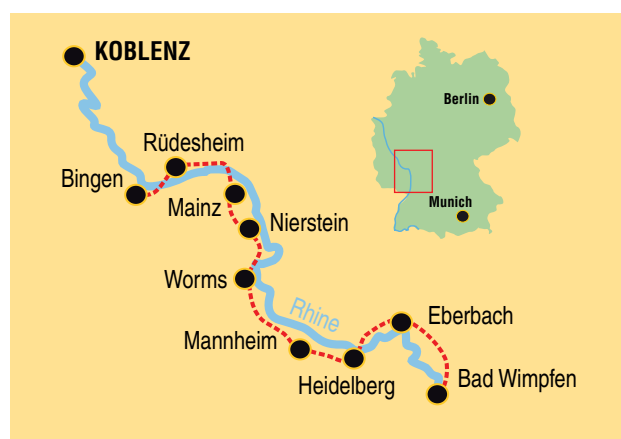 KOBLENZ
Berlin
Rüdesheim
Bingen
Mainz
Munich
Nierstein
Worms
Rhine
Eberbach
Mannheim
Heidelberg
Bad Wimpfen